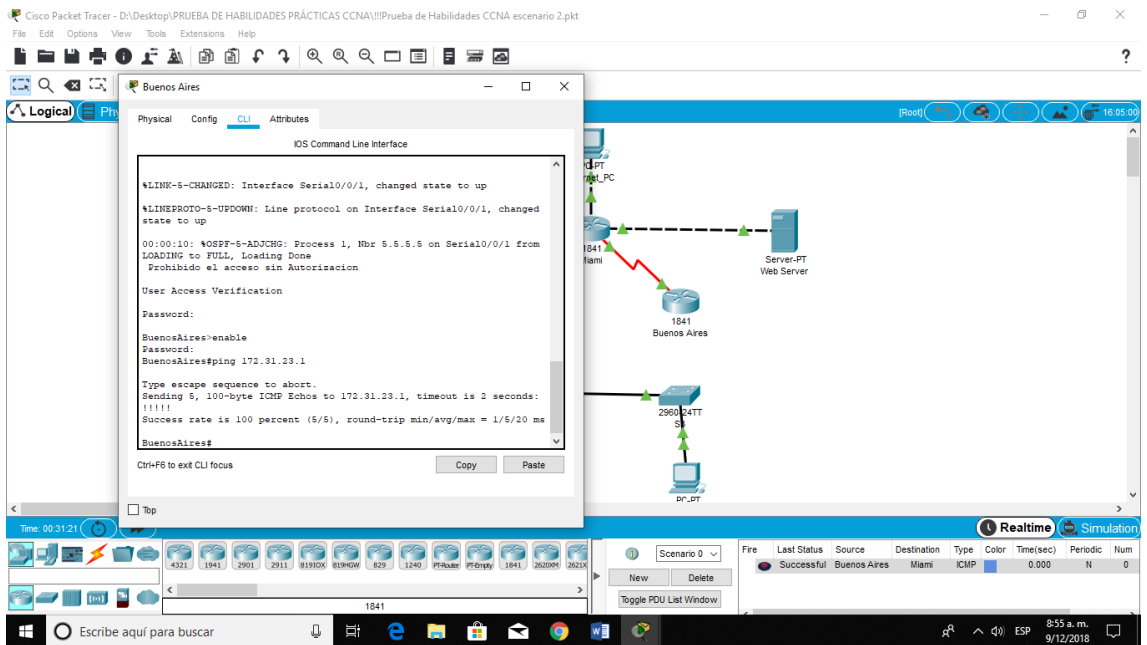 Cisco Packet Tracer - D:\Desktop\PRUEBA DE HABILIDADES PRÁCTICAS CCNA\!!!Prueba de Habilidades CCNA escenario 2.pkt
File Edit Options View Tools Extensions Help
?
Logical
Ph
[Root]
16:05:00
Buenos Aires
Physical Config CLI Attributes
IOS Command Line Interface
%LINK-5-CHANGED: Interface Serial0/0/1, changed state to up
%LINEPROTO-5-UPDOWN: Line protocol on Interface Serial0/0/1, changed
state to up
00:00:10: %OSPF-5-ADJCHG: Process 1, Nbr 5.5.5.5 on Serial0/0/1 from
LOADING to FULL, Loading Done
Prohibido el acceso sin Autorizacion
User Access Verification
Password:
BuenosAires>enable
Password:
BuenosAires#ping 172.31.23.1
Type escape sequence to abort.
Sending 5, 100-byte ICMP Echos to 172.31.23.1, timeout is 2 seconds:
!!!!!
Success rate is 100 percent (5/5), round-trip min/avg/max = 1/5/20 ms
BuenosAires#
Ctrl+F6 to exit CLI focus
Copy
Paste
Top
PC-PT
net_PC
1841
Miami
Server-PT
Web Server
1841
Buenos Aires
2960-24TT
S3
PC-PT
Time: 00:31:21
Realtime
Simulation
4321 1941 2901 2911 819IOX 819HGW 829 1240 PT-Router PT-Empty 1841 2620XM 2621X
1841
Scenario 0
New
Delete
Toggle PDU List Window
Fire Last Status Source Destination Type Color Time(sec) Periodic Num
Successful Buenos Aires Miami ICMP 0.000 N 0
Escribe aquí para buscar
ESP
8:55 a. m.
9/12/2018